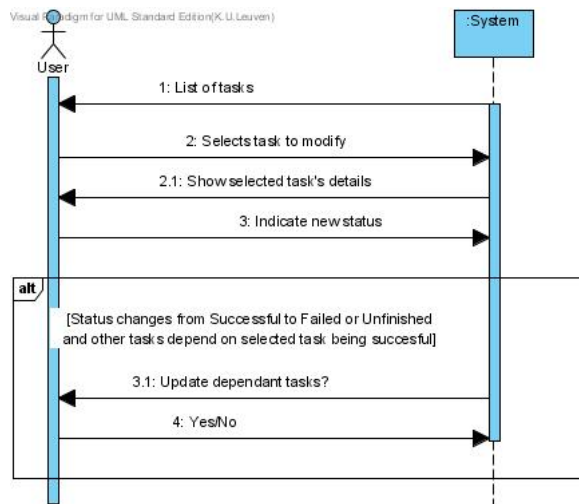 Visual Paradigm for UML Standard Edition(K.U.Leuven)
:System
User
1: List of tasks
2: Selects task to modify
2.1: Show selected task's details
3: Indicate new status
alt
[Status changes from Successful to Failed or Unfinished
and other tasks depend on selected task being succesful]
3.1: Update dependant tasks?
4: Yes/No